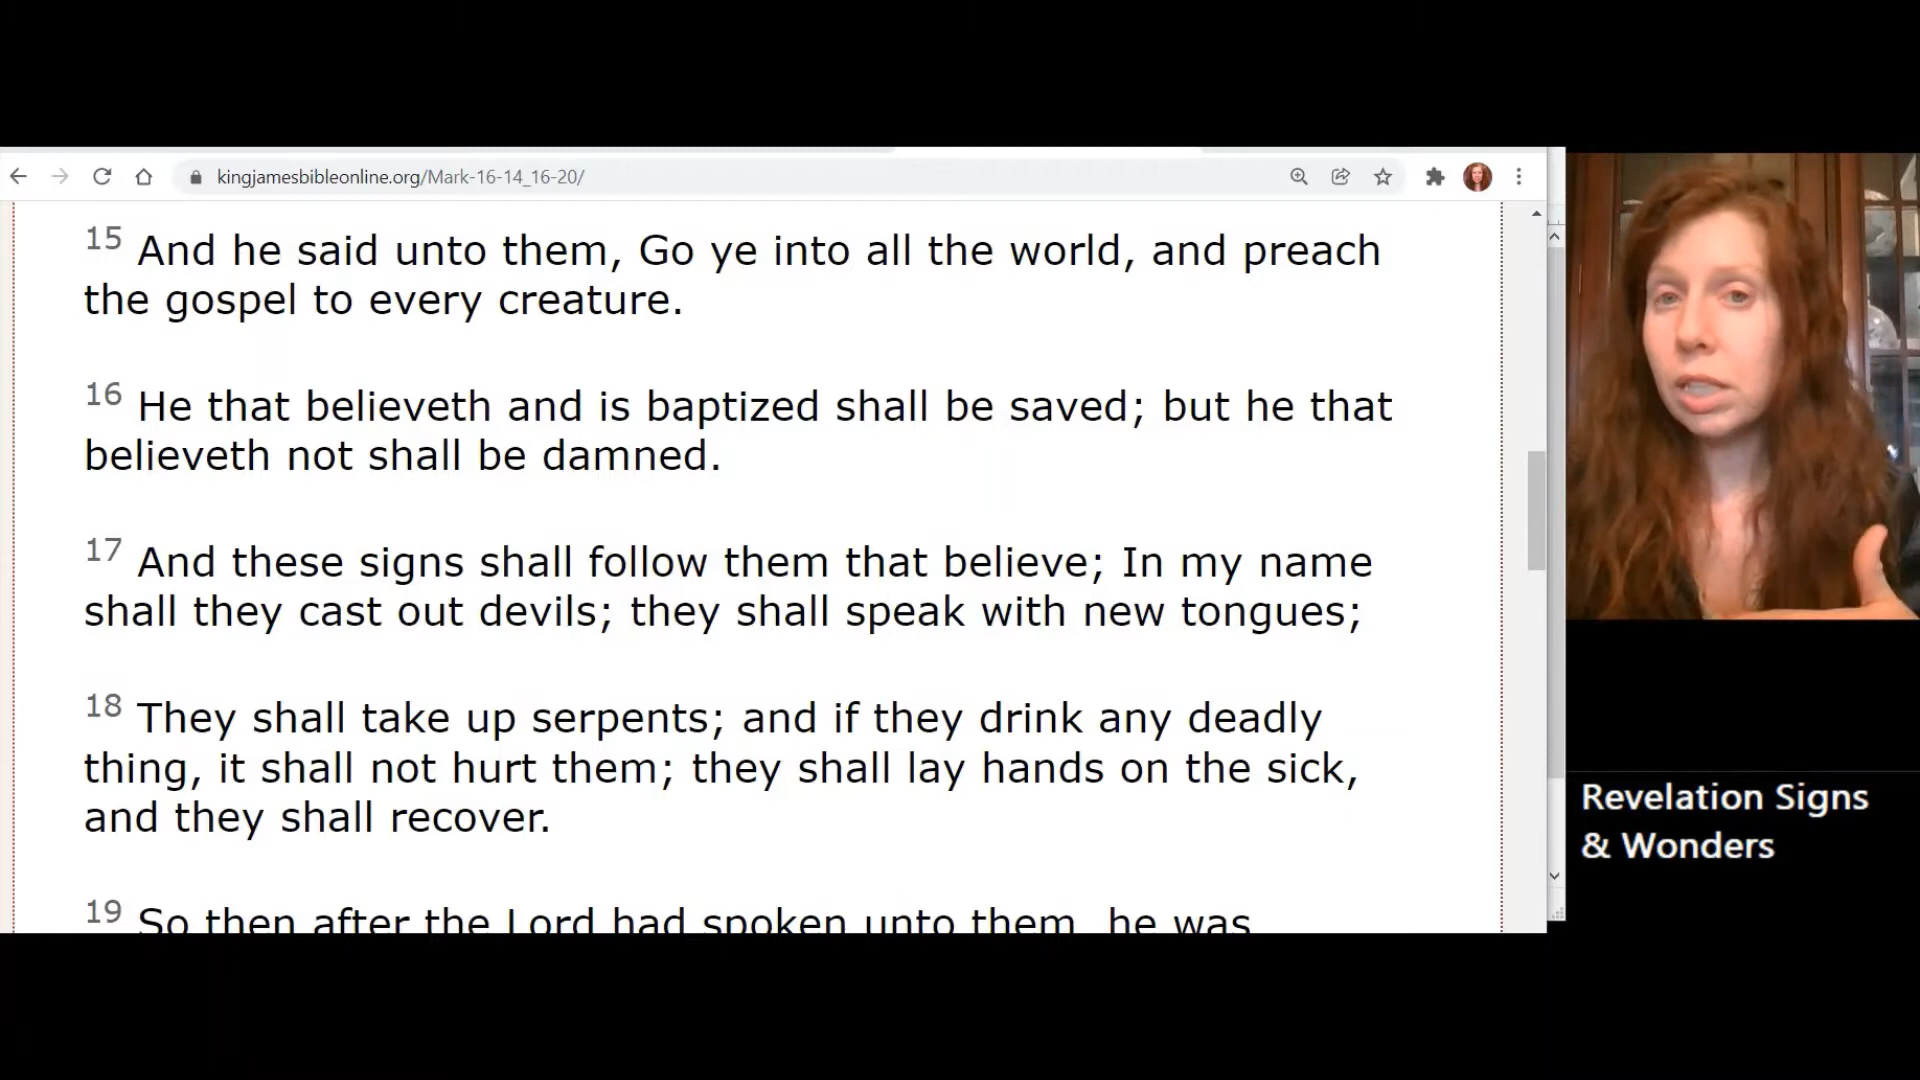 kingjamesbibleonline.org/Mark-16-14_16-20/
15 And he said unto them, Go ye into all the world, and preach
the gospel to every creature.
16 He that believeth and is baptized shall be saved; but he that
believeth not shall be damned.
17 And these signs shall follow them that believe; In my name
shall they cast out devils; they shall speak with new tongues;
18 They shall take up serpents; and if they drink any deadly
thing, it shall not hurt them; they shall lay hands on the sick,
and they shall recover.
19 So then after the Lord had spoken unto them, he was
Revelation Signs
& Wonders